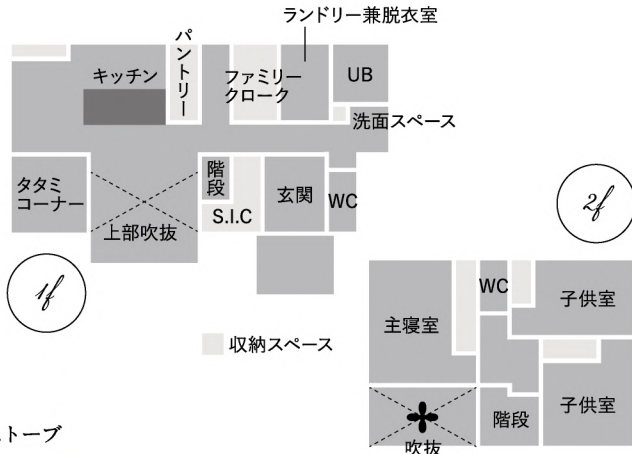 ランドリー兼脱衣室
パントリー
キッチン
ファミリー
クローク
UB
洗面スペース
タタミ
コーナー
上部吹抜
階段
S.I.C
玄関
WC
1f
2f
収納スペース
主寝室
WC
子供室
子供室
階段
吹抜
トーブ